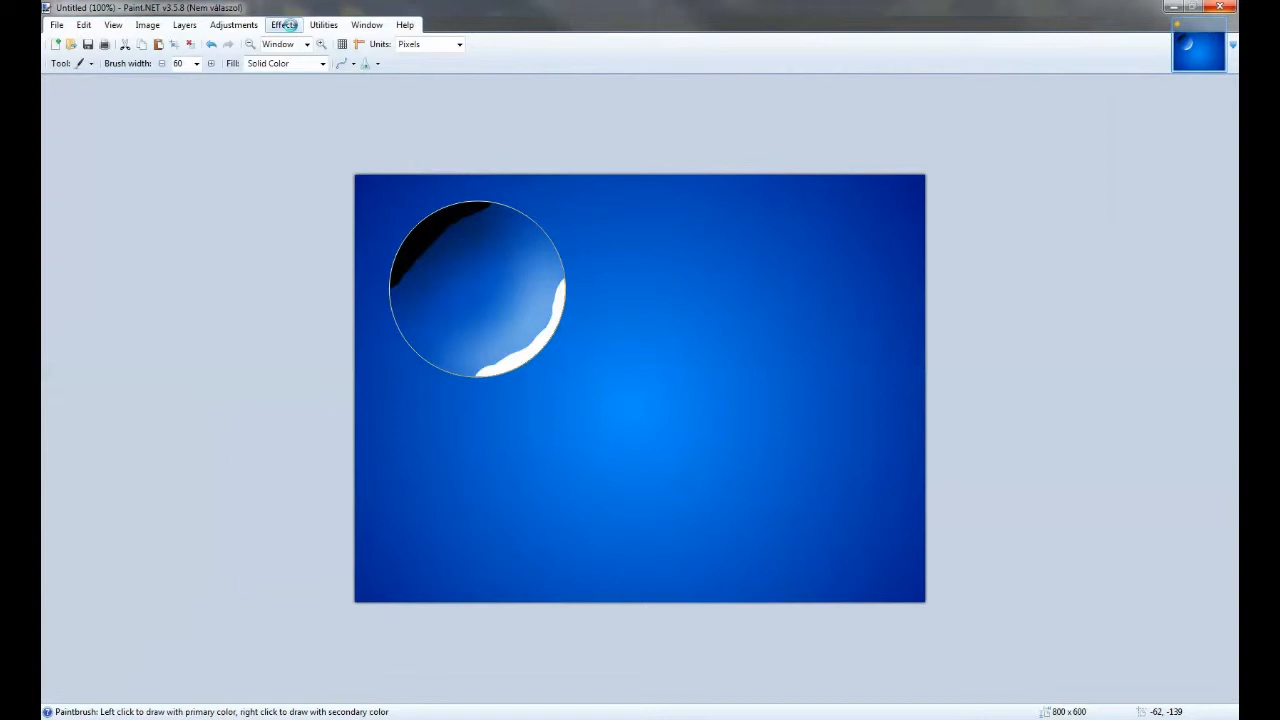 Untitled (100%) - Paint.NET v3.5.8 (Nem válaszol)
File Edit View Image Layers Adjustments Effects Utilities Window Help
Window Units: Pixels
Tool: Brush width: 60 Fill: Solid Color
Paintbrush: Left click to draw with primary color, right click to draw with secondary color 800 x 600 -62, -139